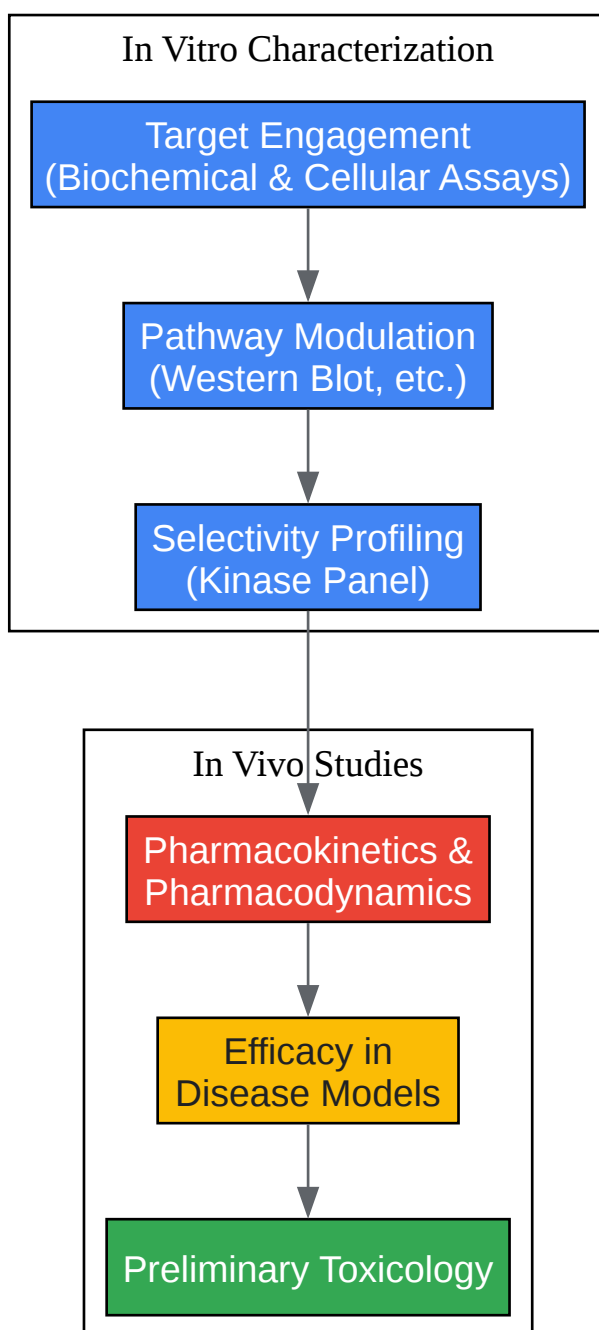 In Vitro Characterization
Target Engagement
(Biochemical & Cellular Assays)
Pathway Modulation
(Western Blot, etc.)
Selectivity Profiling
(Kinase Panel)
In Vivo Studies
Pharmacokinetics &
Pharmacodynamics
Efficacy in
Disease Models
Preliminary Toxicology